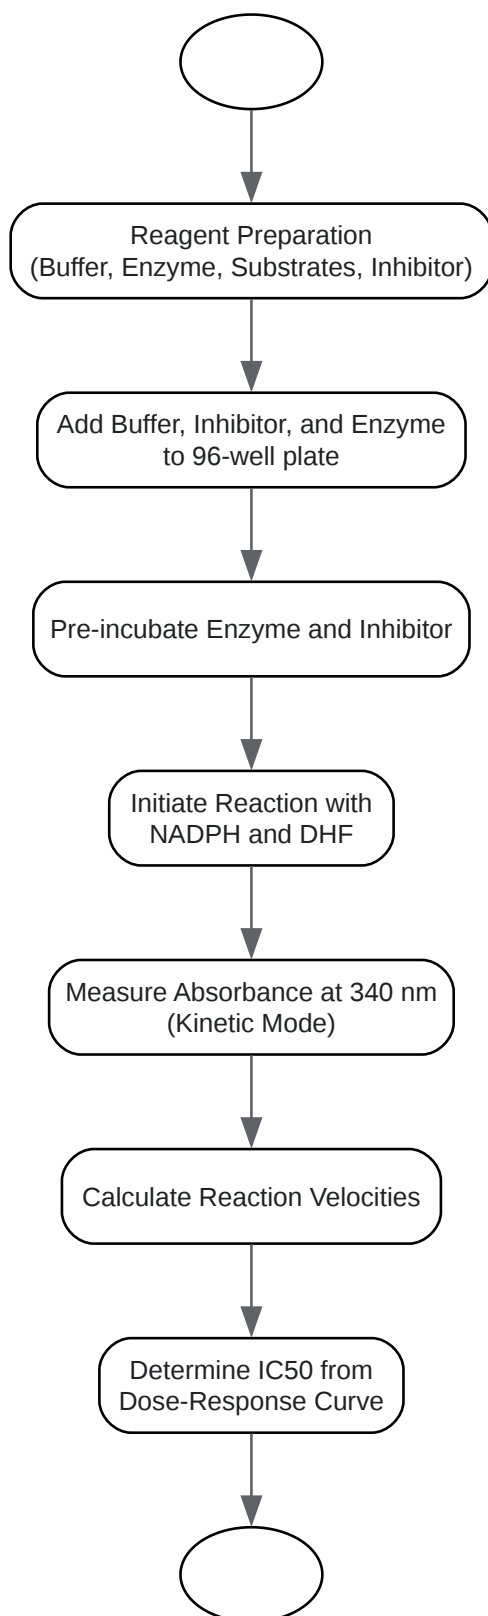 Reagent Preparation
(Buffer, Enzyme, Substrates, Inhibitor)
Add Buffer, Inhibitor, and Enzyme
to 96-well plate
Pre-incubate Enzyme and Inhibitor
Initiate Reaction with
NADPH and DHF
Measure Absorbance at 340 nm
(Kinetic Mode)
Calculate Reaction Velocities
Determine IC50 from
Dose-Response Curve